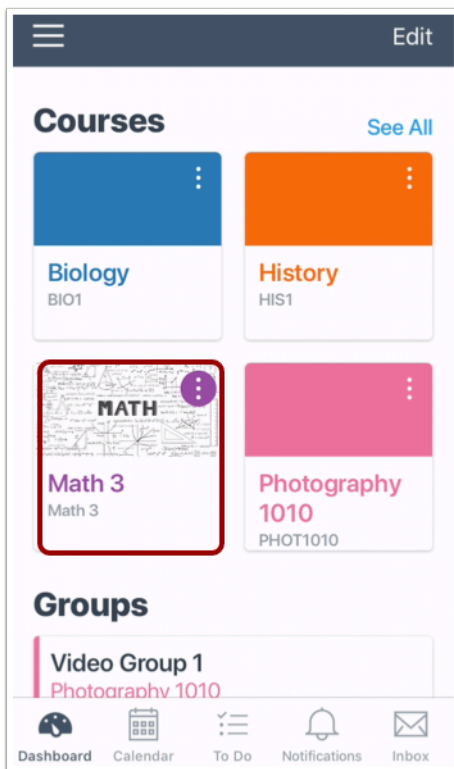 Edit
Courses
See All
Biology
BIO1
History
HIS1
MATH
Math 3
Math 3
Photography
1010
PHOT1010
Groups
Video Group 1
Photography 1010
Dashboard
Calendar
To Do
Notifications
Inbox